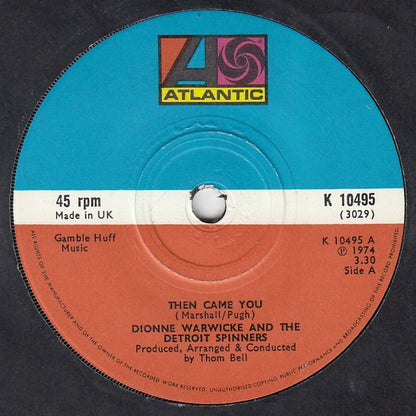 ATLANTIC
45 rpm
Made in UK
K 10495
(3029)
Gamble Huff
Music
K 10495 A
℗ 1974
3.30
Side A
THEN CAME YOU
(Marshall/Pugh)
DIONNE WARWICKE AND THE
DETROIT SPINNERS
Produced, Arranged & Conducted
by Thom Bell
ALL RIGHTS OF THE MANUFACTURER AND OF THE OWNER OF THE RECORDED WORK RESERVED. UNAUTHORISED COPYING PUBLIC PERFORMANCE AND BROADCASTING OF THIS RECORD PROHIBITED